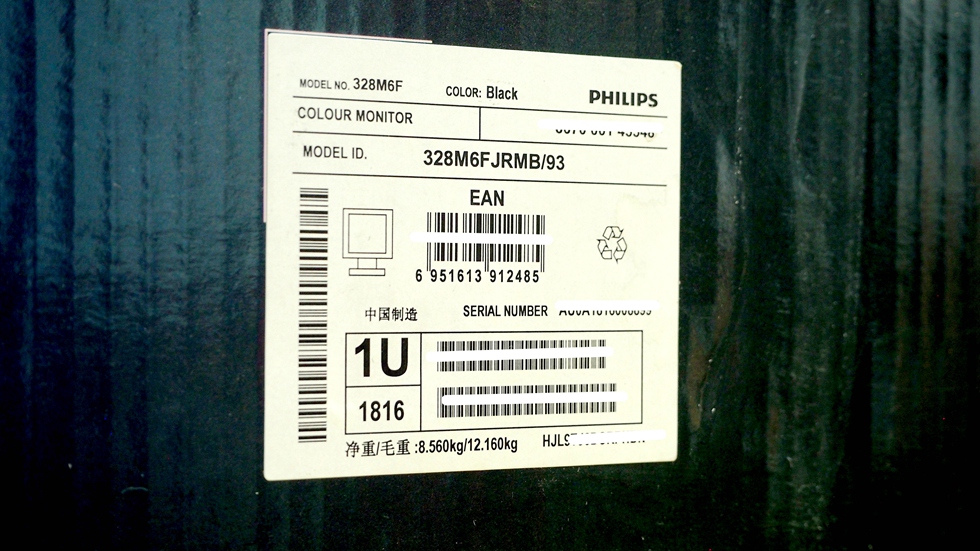 MODEL NO. 328M6F COLOR: Black PHILIPS
COLOUR MONITOR
MODEL ID. 328M6FJRMB/93
EAN
6 951613 912485
中国制造 SERIAL NUMBER
1U
1816
净重/毛重 :8.560kg/12.160kg